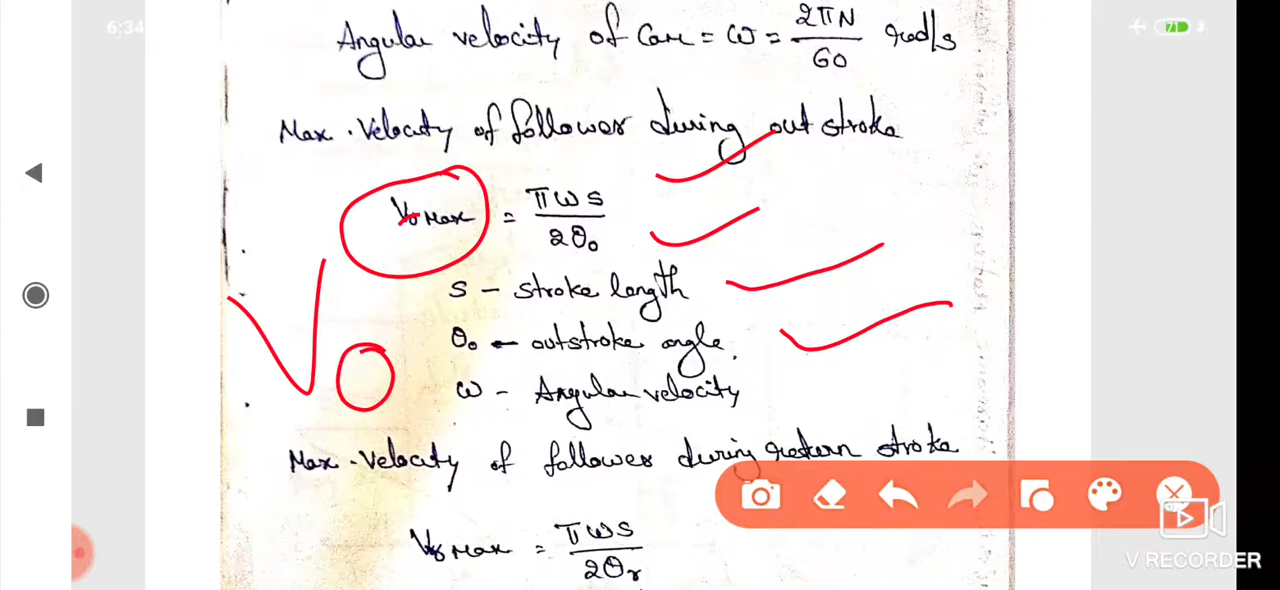 6:34
71
Angular velocity of Cam = ω = 2πN/60 rad/s
Max. Velocity of follower during out stroke
Vo Max = πωs/2θo
s - stroke length
θo - outstroke angle.
ω - Angular velocity
Vo
Max. Velocity of follower during return stroke
Vr Max = πωs/2θr
V RECORDER